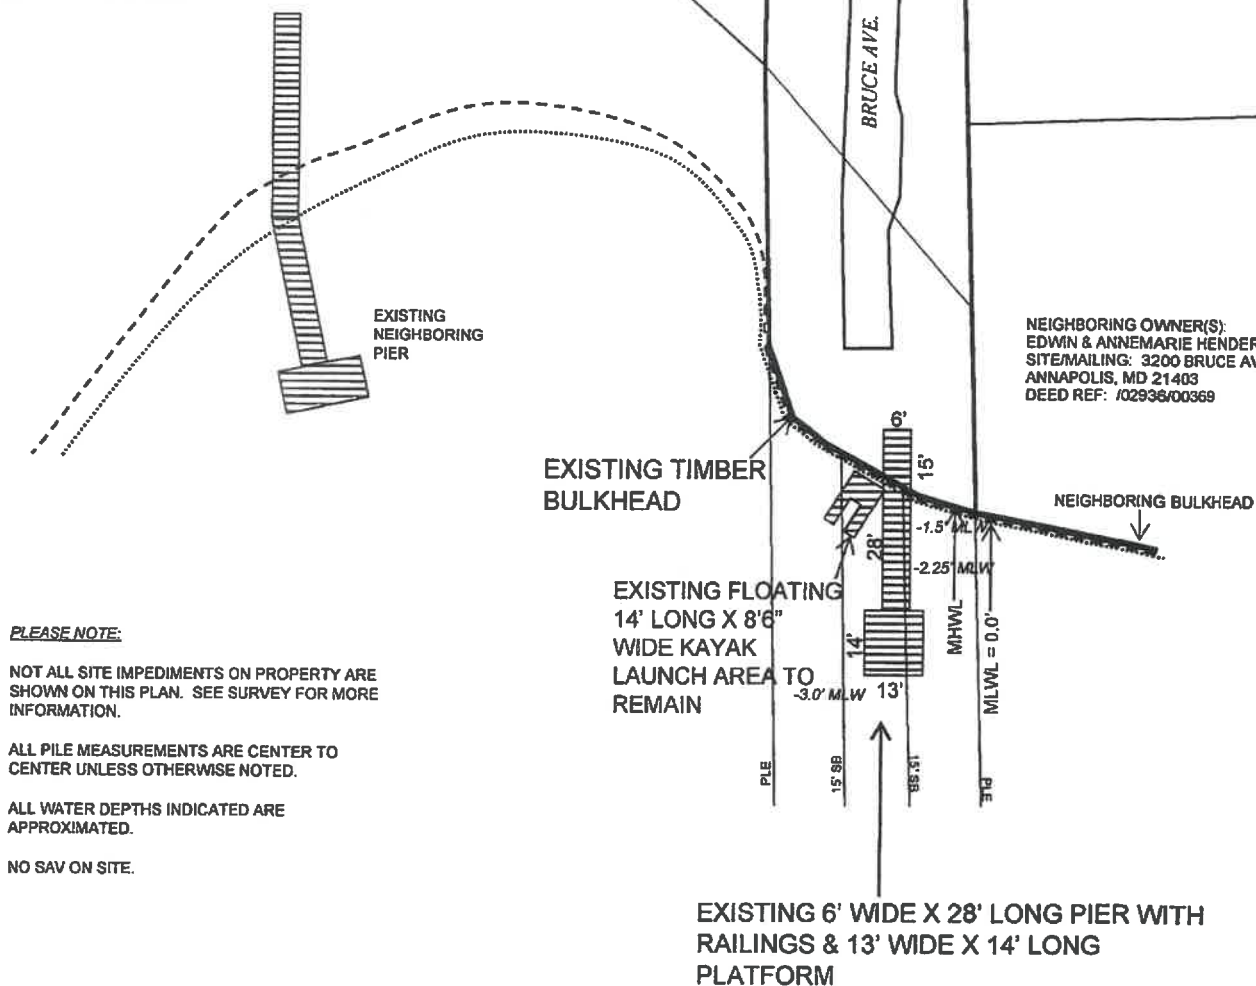 BRUCE AVE.
EXISTING
NEIGHBORING
PIER
NEIGHBORING OWNER(S):
EDWIN & ANNEMARIE HENDER
SITE/MAILING: 3200 BRUCE AV
ANNAPOLIS, MD 21403
DEED REF: /02936/00369
6'
15'
EXISTING TIMBER
BULKHEAD
NEIGHBORING BULKHEAD
-1.5' MLW
28'
-2.25' MLW
EXISTING FLOATING
14' LONG X 8'6"
WIDE KAYAK
LAUNCH AREA TO
REMAIN
14'
MHWL
MLWL = 0.0'
-3.0' MLW
13'
PLE
15' SB
15' SB
PLE
PLEASE NOTE:
NOT ALL SITE IMPEDIMENTS ON PROPERTY ARE
SHOWN ON THIS PLAN. SEE SURVEY FOR MORE
INFORMATION.
ALL PILE MEASUREMENTS ARE CENTER TO
CENTER UNLESS OTHERWISE NOTED.
ALL WATER DEPTHS INDICATED ARE
APPROXIMATED.
NO SAV ON SITE.
EXISTING 6' WIDE X 28' LONG PIER WITH
RAILINGS & 13' WIDE X 14' LONG
PLATFORM